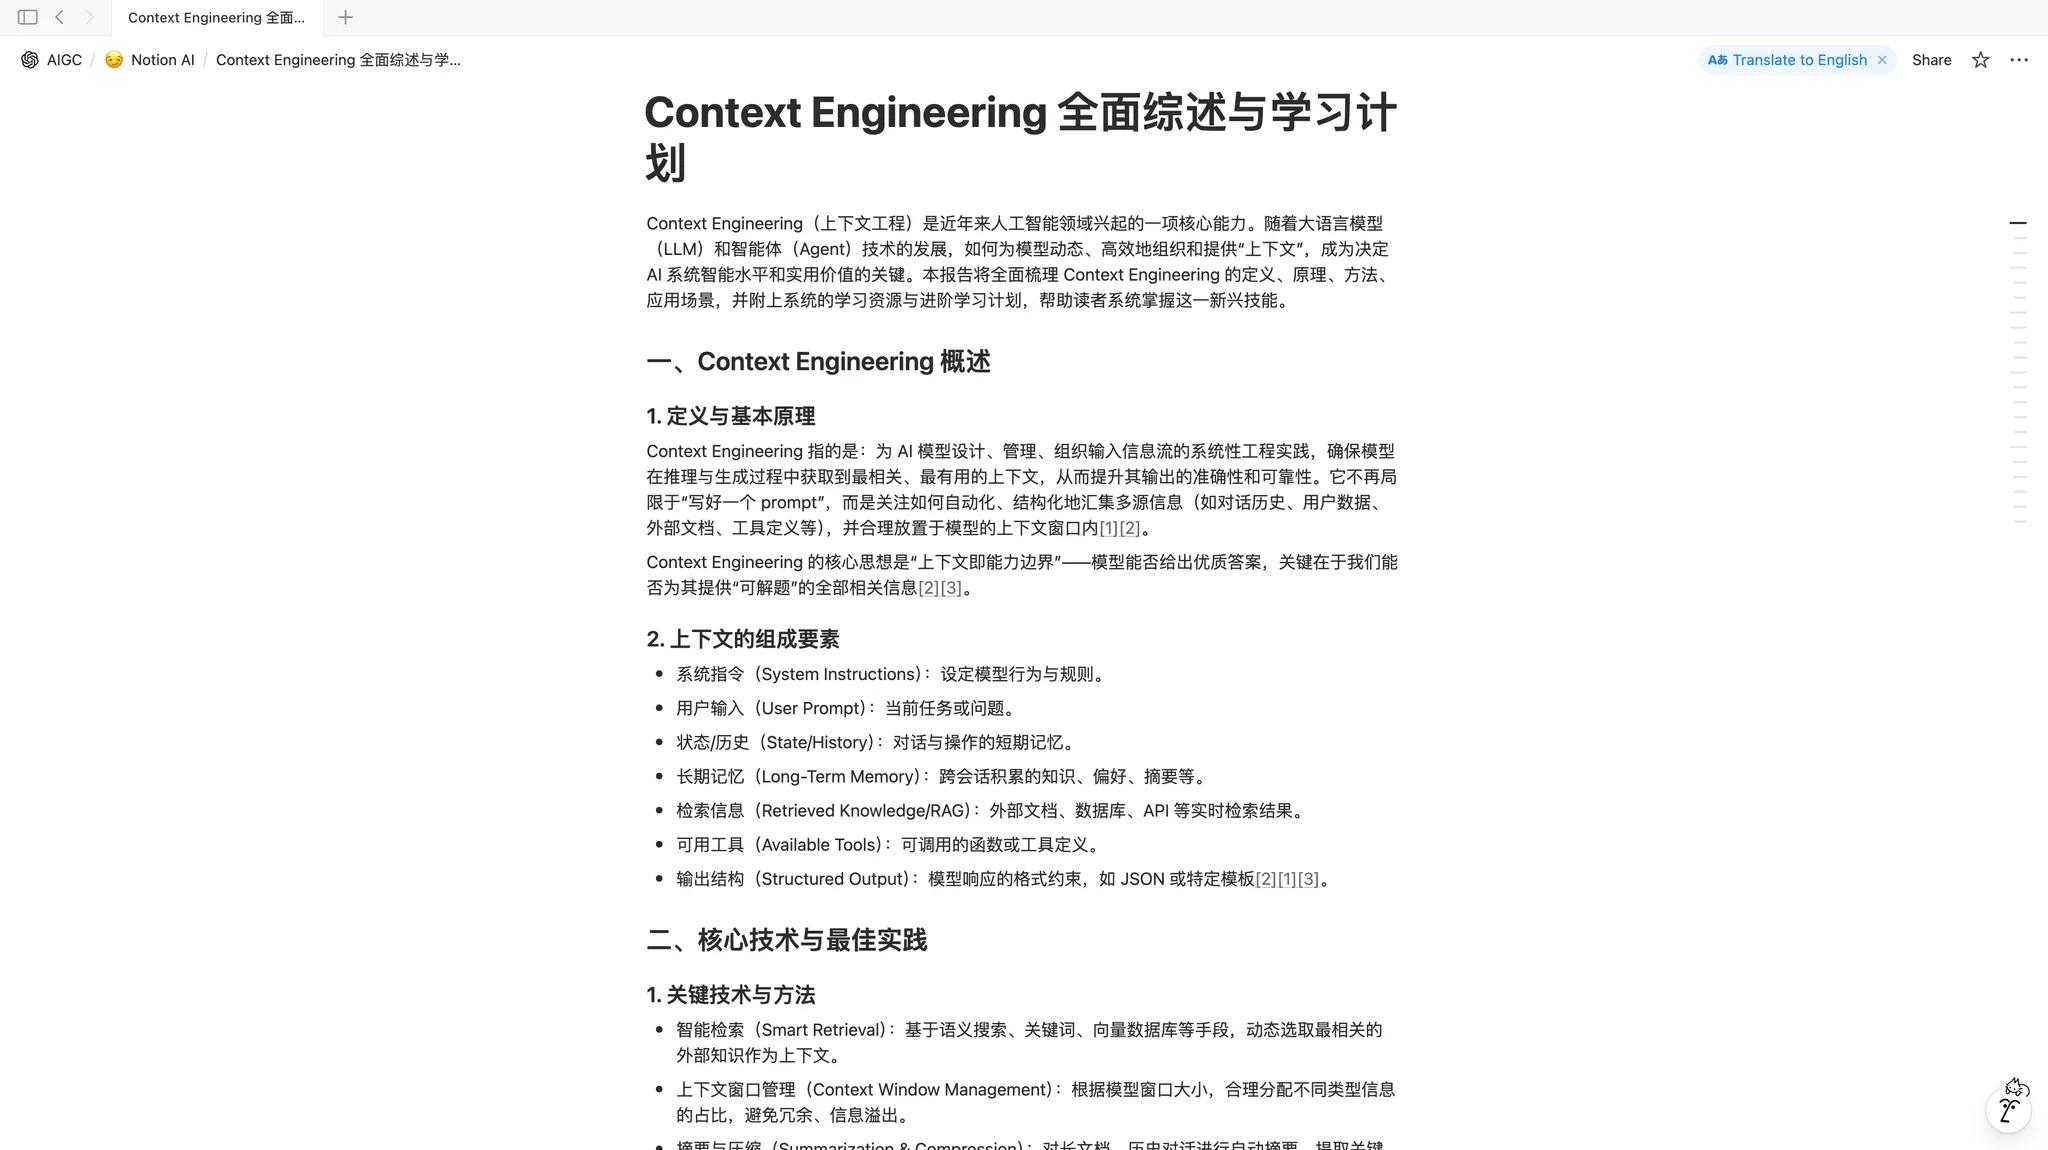 Context Engineering 全面...
AIGC / Notion AI / Context Engineering 全面综述与学...
Aあ Translate to English
Share
Context Engineering 全面综述与学习计
划
Context Engineering（上下文工程）是近年来人工智能领域兴起的一项核心能力。随着大语言模型
（LLM）和智能体（Agent）技术的发展，如何为模型动态、高效地组织和提供“上下文”，成为决定
AI 系统智能水平和实用价值的关键。本报告将全面梳理 Context Engineering 的定义、原理、方法、
应用场景，并附上系统的学习资源与进阶学习计划，帮助读者系统掌握这一新兴技能。
一、Context Engineering 概述
1. 定义与基本原理
Context Engineering 指的是：为 AI 模型设计、管理、组织输入信息流的系统性工程实践，确保模型
在推理与生成过程中获取到最相关、最有用的上下文，从而提升其输出的准确性和可靠性。它不再局
限于“写好一个 prompt”，而是关注如何自动化、结构化地汇集多源信息（如对话历史、用户数据、
外部文档、工具定义等），并合理放置于模型的上下文窗口内[1][2]。
Context Engineering 的核心思想是“上下文即能力边界”——模型能否给出优质答案，关键在于我们能
否为其提供“可解题”的全部相关信息[2][3]。
2. 上下文的组成要素
• 系统指令（System Instructions）：设定模型行为与规则。
• 用户输入（User Prompt）：当前任务或问题。
• 状态/历史（State/History）：对话与操作的短期记忆。
• 长期记忆（Long-Term Memory）：跨会话积累的知识、偏好、摘要等。
• 检索信息（Retrieved Knowledge/RAG）：外部文档、数据库、API 等实时检索结果。
• 可用工具（Available Tools）：可调用的函数或工具定义。
• 输出结构（Structured Output）：模型响应的格式约束，如 JSON 或特定模板[2][1][3]。
二、核心技术与最佳实践
1. 关键技术与方法
• 智能检索（Smart Retrieval）：基于语义搜索、关键词、向量数据库等手段，动态选取最相关的
外部知识作为上下文。
• 上下文窗口管理（Context Window Management）：根据模型窗口大小，合理分配不同类型信息
的占比，避免冗余、信息溢出。
• 摘要与压缩（Summarization & Compression）：对长文档、历史对话进行自动摘要，提取关键